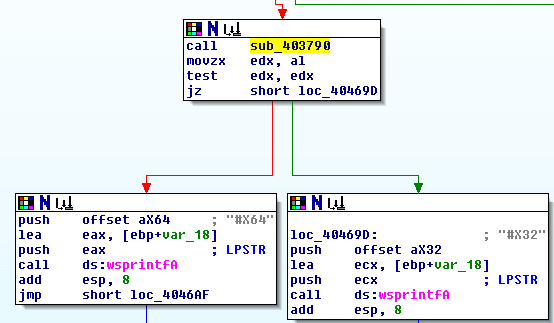 call sub_403790
movzx edx, al
test edx, edx
jz short loc_40469D
push offset aX64 ; "#X64"
lea eax, [ebp+var_18]
push eax ; LPSTR
call ds:wsprintfA
add esp, 8
jmp short loc_4046AF
loc_40469D: ; "#X32"
push offset aX32
lea ecx, [ebp+var_18]
push ecx ; LPSTR
call ds:wsprintfA
add esp, 8